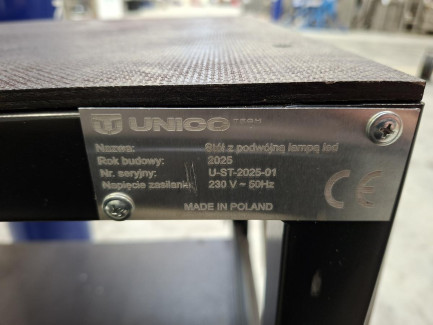 UNICO TECH
Nazwa: Stół z podwójną lampą led
Rok budowy: 2025
Nr. seryjny: U-ST-2025-01
Napięcie zasilania: 230 V ~ 50Hz
CE
MADE IN POLAND